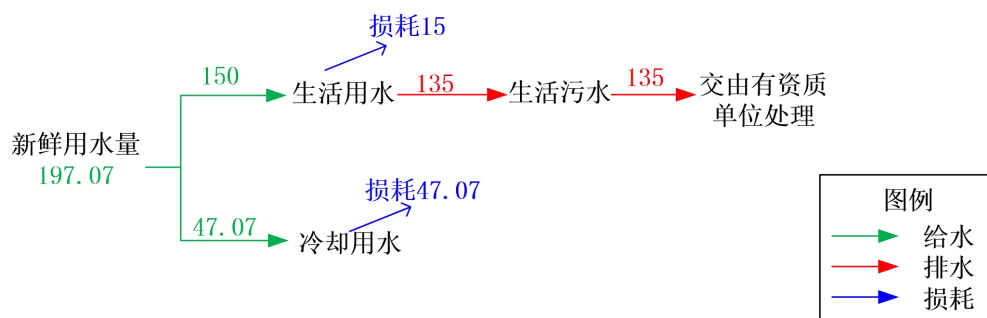 损耗15
150
生活用水
135
生活污水
135
交由有资质
单位处理
新鲜用水量
197.07
损耗47.07
47.07
冷却用水
图例
给水
排水
损耗